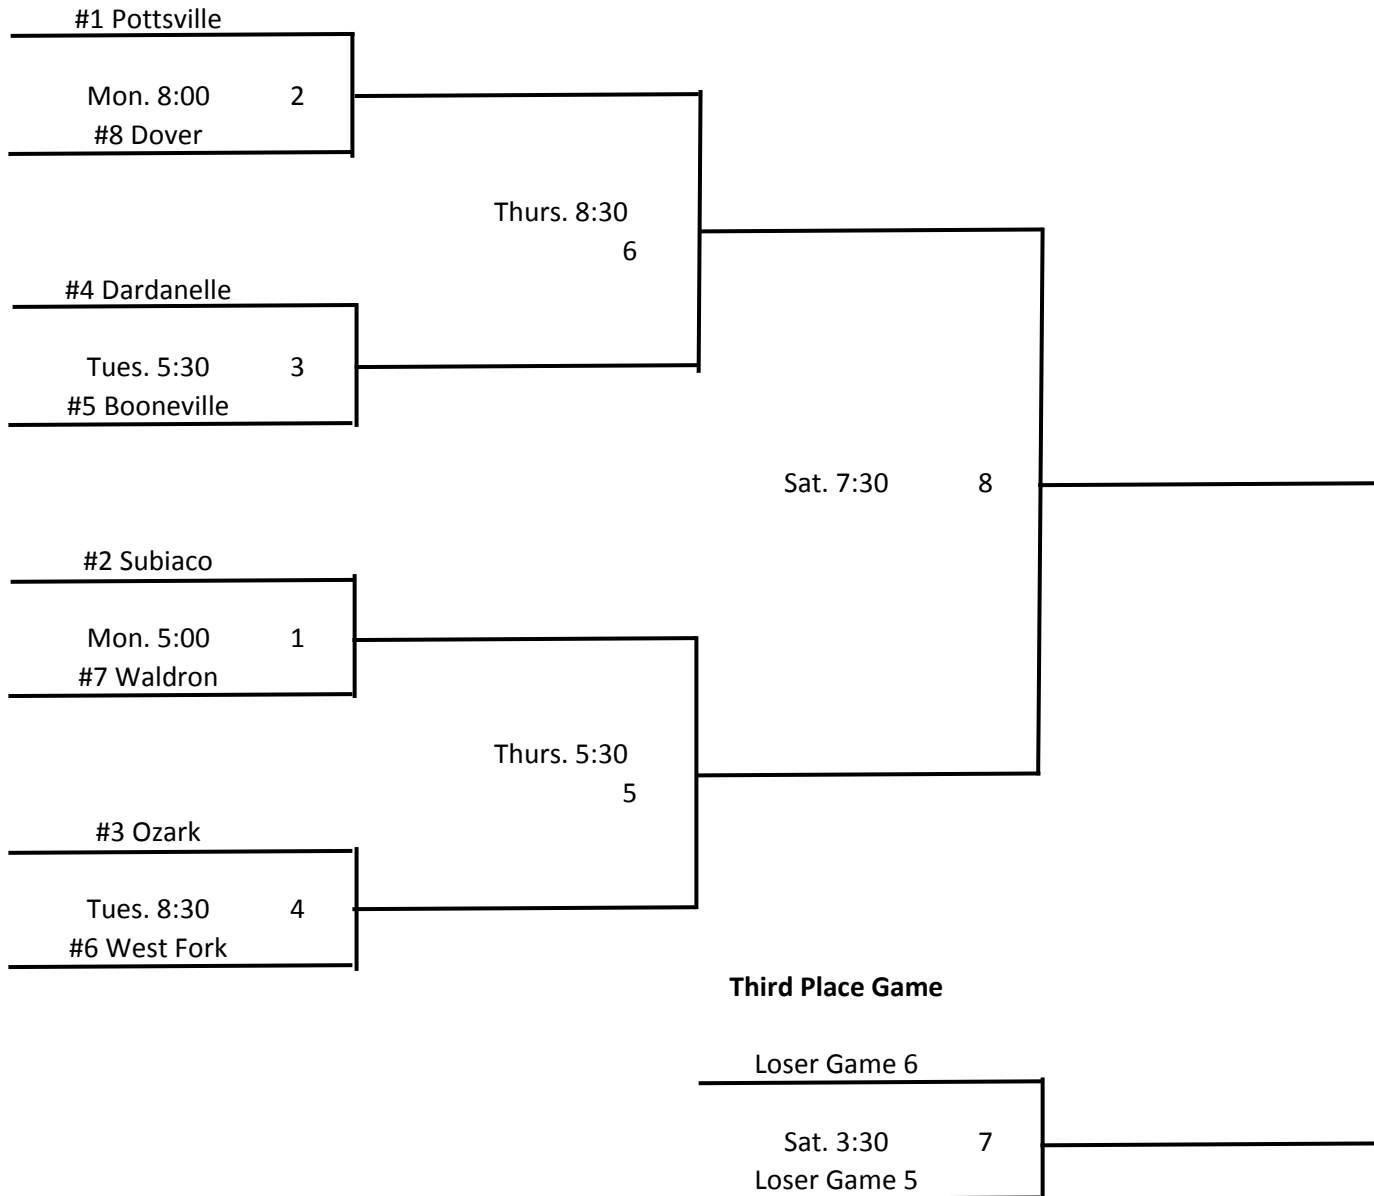 #1 Pottsville
Mon. 8:00 2
#8 Dover
Thurs. 8:30
6
#4 Dardanelle
Tues. 5:30 3
#5 Booneville
Sat. 7:30 8
#2 Subiaco
Mon. 5:00 1
#7 Waldron
Thurs. 5:30
5
#3 Ozark
Tues. 8:30 4
#6 West Fork
Third Place Game
Loser Game 6
Sat. 3:30 7
Loser Game 5